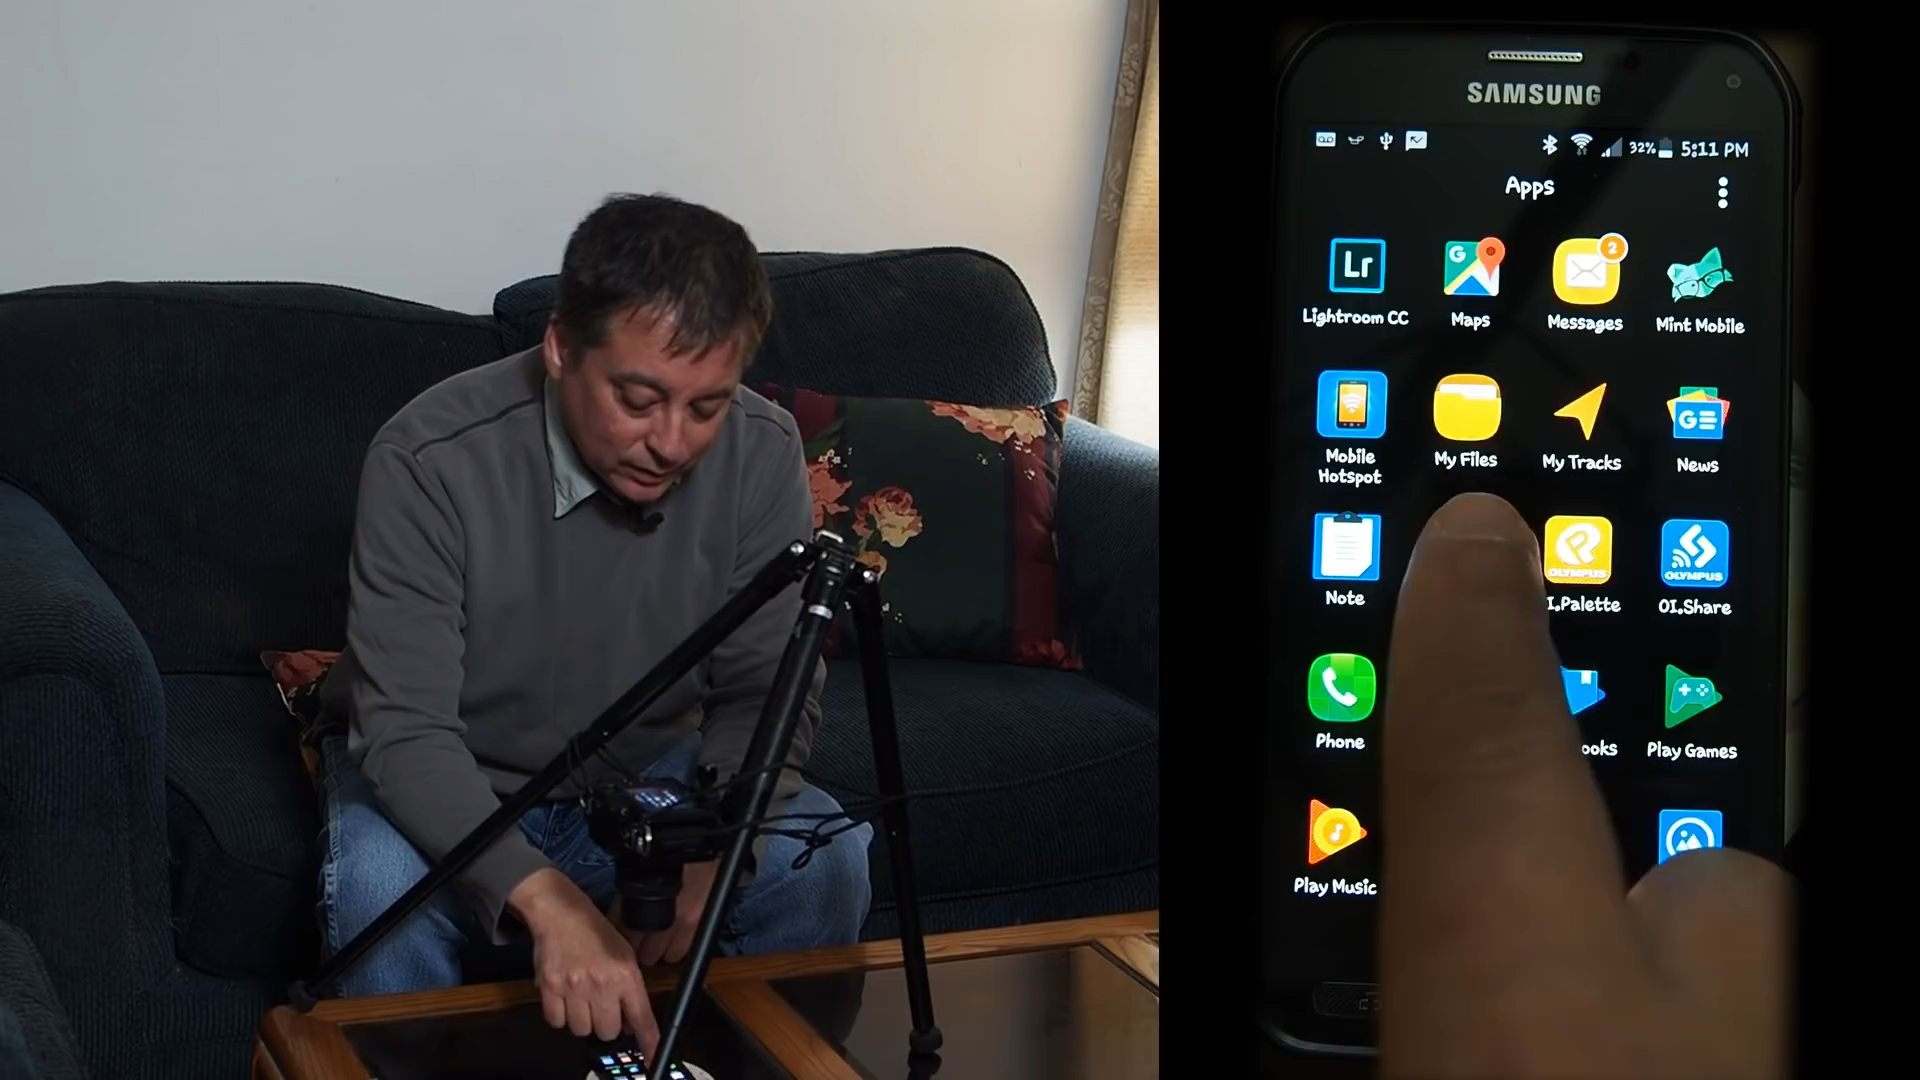 SAMSUNG
32% 5:11 PM
Apps
Lr
G
2
Lightroom CC
Maps
Messages
Mint Mobile
G
Mobile
Hotspot
My Files
My Tracks
News
OLYMPUS
OLYMPUS
Note
I.Palette
OI.Share
Phone
ooks
Play Games
Play Music